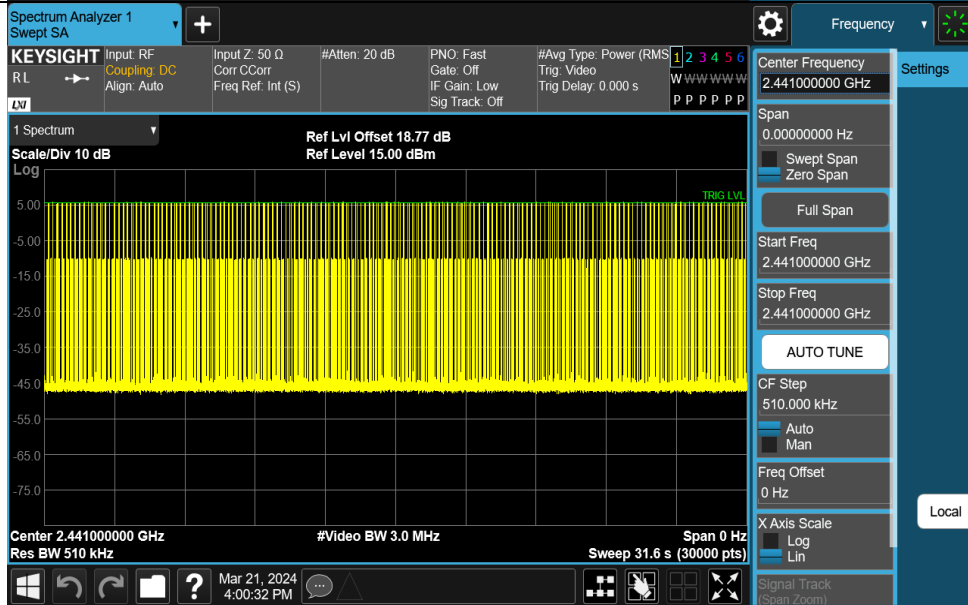 Spectrum Analyzer 1
Swept SA
+
Frequency
KEYSIGHT
RL
LXI
Input: RF
Coupling: DC
Align: Auto
Input Z: 50 Ω
Corr CCorr
Freq Ref: Int (S)
#Atten: 20 dB
PNO: Fast
Gate: Off
IF Gain: Low
Sig Track: Off
#Avg Type: Power (RMS
Trig: Video
Trig Delay: 0.000 s
1 2 3 4 5 6
W W W W W W
P P P P P P
1 Spectrum
Scale/Div 10 dB
Log
Ref Lvl Offset 18.77 dB
Ref Level 15.00 dBm
TRIG LVL
5.00
-5.00
-15.0
-25.0
-35.0
-45.0
-55.0
-65.0
-75.0
Center 2.441000000 GHz
Res BW 510 kHz
#Video BW 3.0 MHz
Span 0 Hz
Sweep 31.6 s (30000 pts)
Center Frequency
2.441000000 GHz
Span
0.00000000 Hz
Swept Span
Zero Span
Full Span
Start Freq
2.441000000 GHz
Stop Freq
2.441000000 GHz
AUTO TUNE
CF Step
510.000 kHz
Auto
Man
Freq Offset
0 Hz
X Axis Scale
Log
Lin
Signal Track
(Span Zoom)
Settings
Local
?
Mar 21, 2024
4:00:32 PM